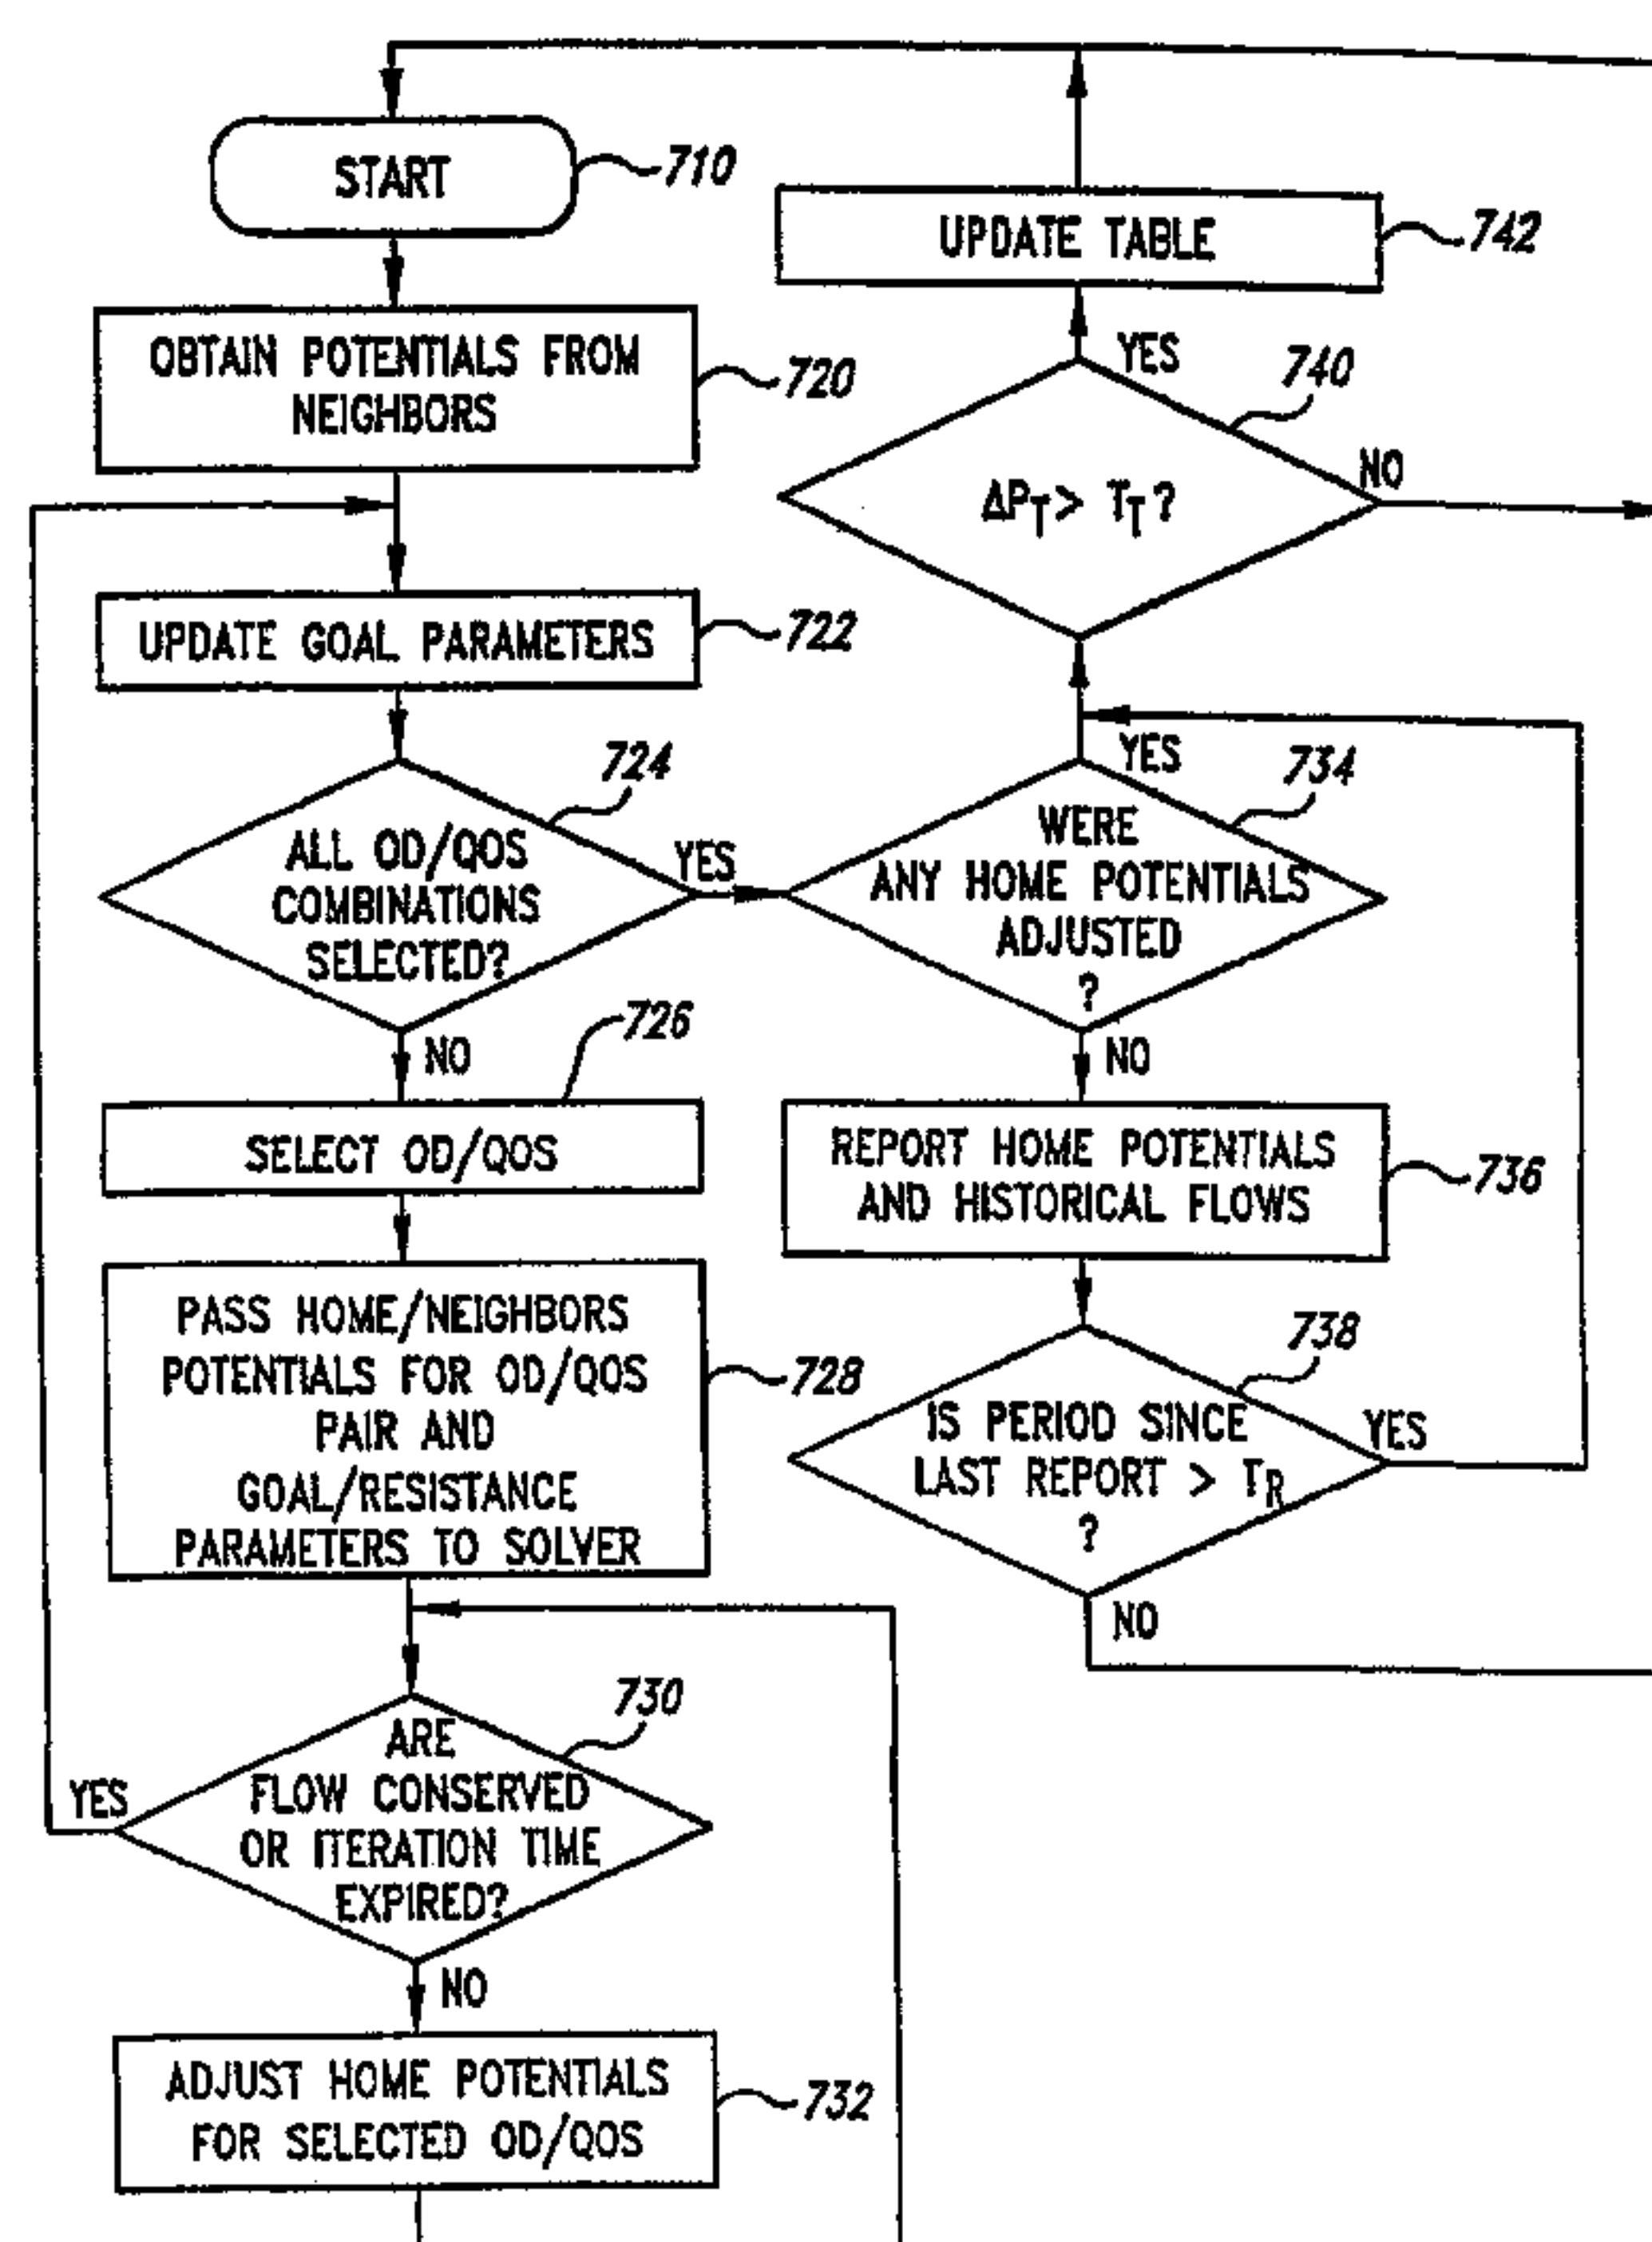 START
710
OBTAIN POTENTIALS FROM
NEIGHBORS
720
UPDATE GOAL PARAMETERS
722
724
ALL OD/QOS
COMBINATIONS
SELECTED?
YES
NO
726
SELECT OD/QOS
PASS HOME/NEIGHBORS
POTENTIALS FOR OD/QOS
PAIR AND
GOAL/RESISTANCE
PARAMETERS TO SOLVER
728
730
ARE
FLOW CONSERVED
OR ITERATION TIME
EXPIRED?
YES
NO
ADJUST HOME POTENTIALS
FOR SELECTED OD/QOS
732
UPDATE TABLE
742
YES
740
ΔPT > TT ?
NO
YES
734
WERE
ANY HOME POTENTIALS
ADJUSTED
?
NO
REPORT HOME POTENTIALS
AND HISTORICAL FLOWS
736
738
IS PERIOD SINCE
LAST REPORT > TR
?
YES
NO